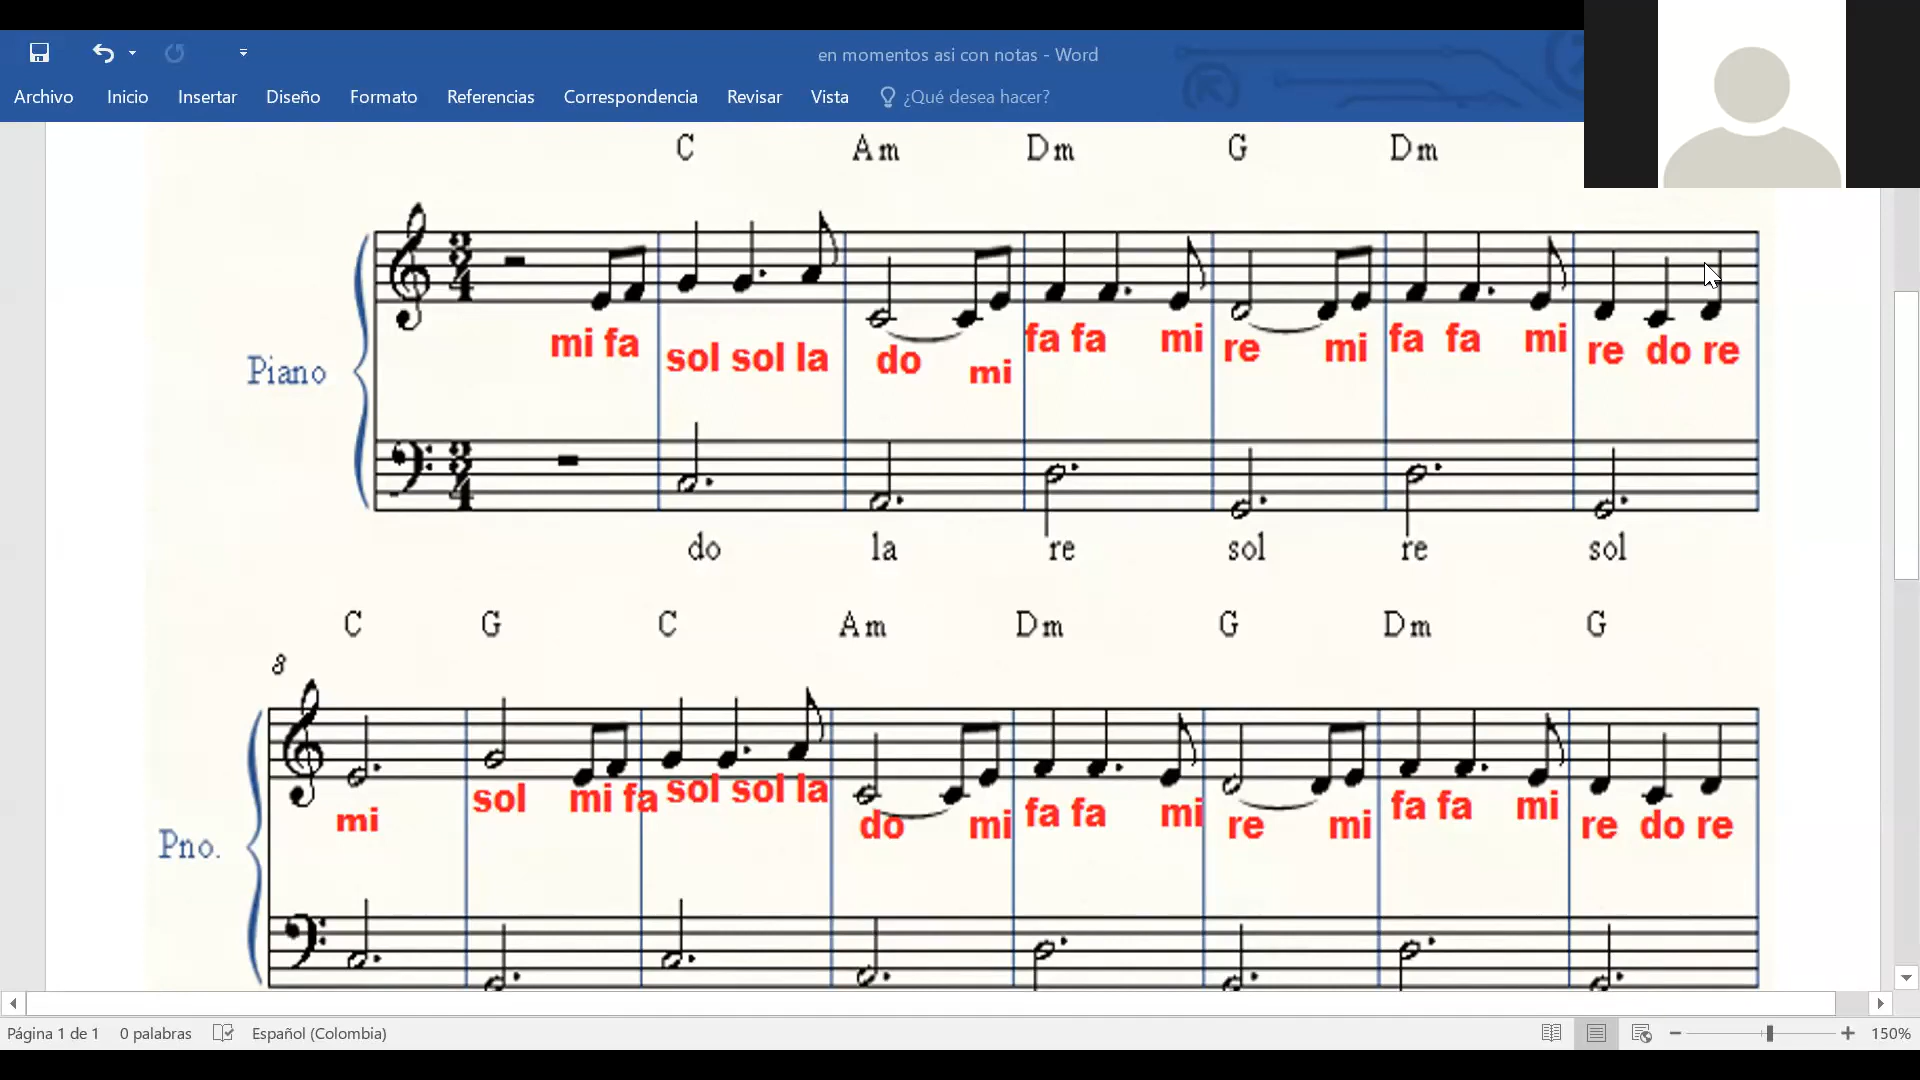 en momentos asi con notas - Word
Archivo Inicio Insertar Diseño Formato Referencias Correspondencia Revisar Vista ¿Qué desea hacer?
C Am Dm G Dm
3 4
mi fa sol sol la do mi fa fa mi re mi fa fa mi re do re
Piano
3 4
do la re sol re sol
C G C Am Dm G Dm G
8
mi sol mi fa sol sol la do mi fa fa mi re mi fa fa mi re do re
Pno.
Página 1 de 1 0 palabras Español (Colombia) 150%